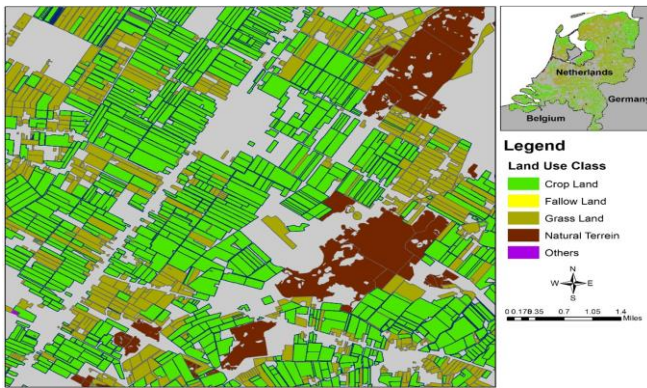 Netherlands
Germany
Belgium
Legend
Land Use Class
Crop Land
Fallow Land
Grass Land
Natural Terrein
Others
N
W E
S
0 0.175 0.35 0.7 1.05 1.4
Miles